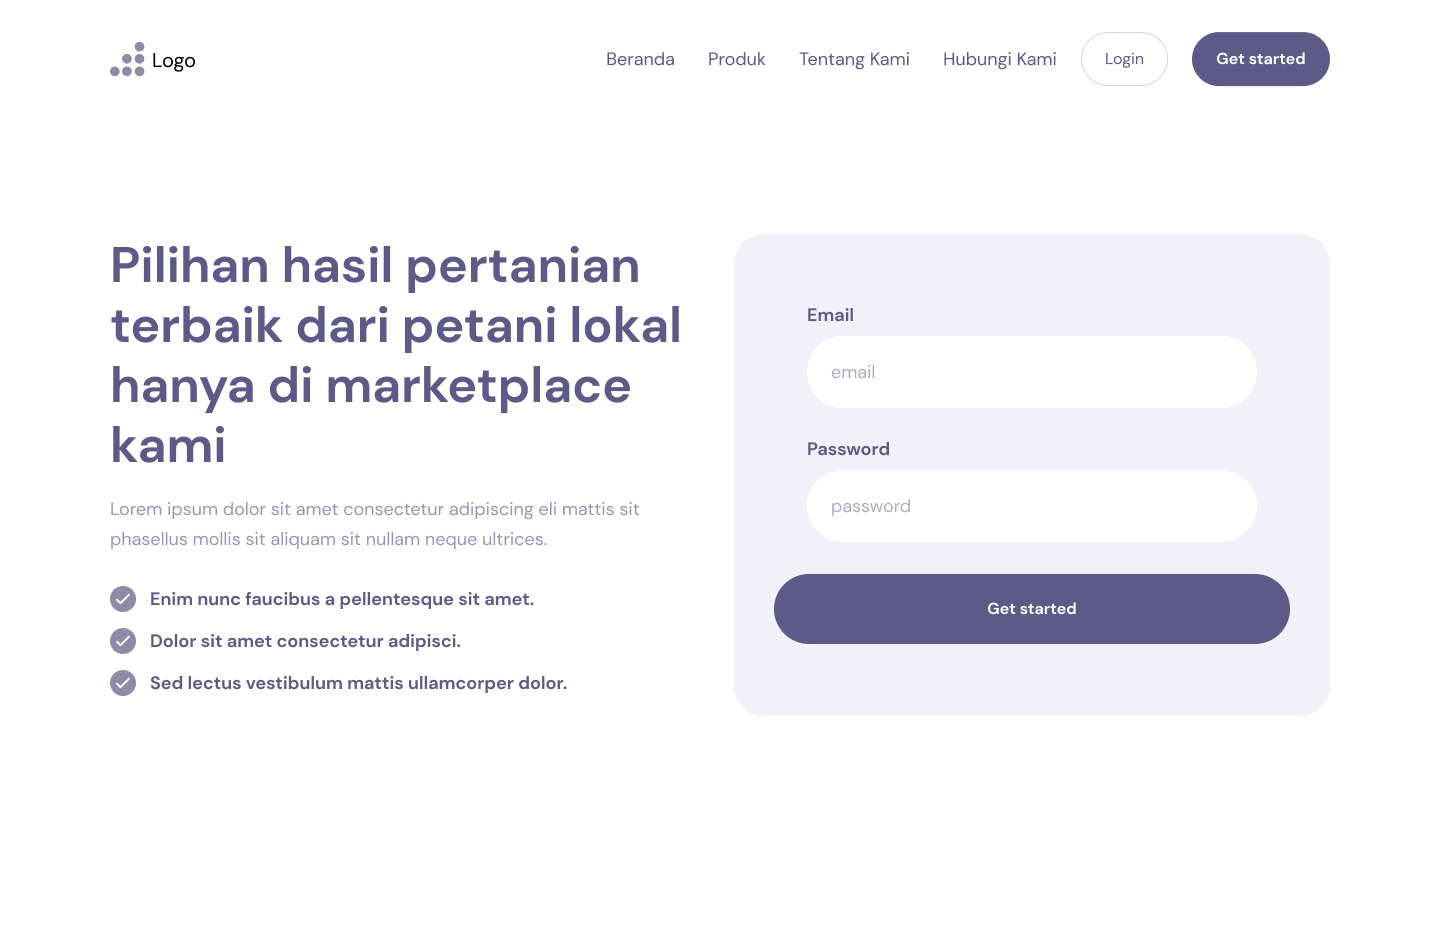 Logo
Beranda
Produk
Tentang Kami
Hubungi Kami
Login
Get started
Pilihan hasil pertanian
terbaik dari petani lokal
hanya di marketplace
kami
Lorem ipsum dolor sit amet consectetur adipiscing eli mattis sit
phasellus mollis sit aliquam sit nullam neque ultrices.
Enim nunc faucibus a pellentesque sit amet.
Dolor sit amet consectetur adipisci.
Sed lectus vestibulum mattis ullamcorper dolor.
Email
email
Password
password
Get started